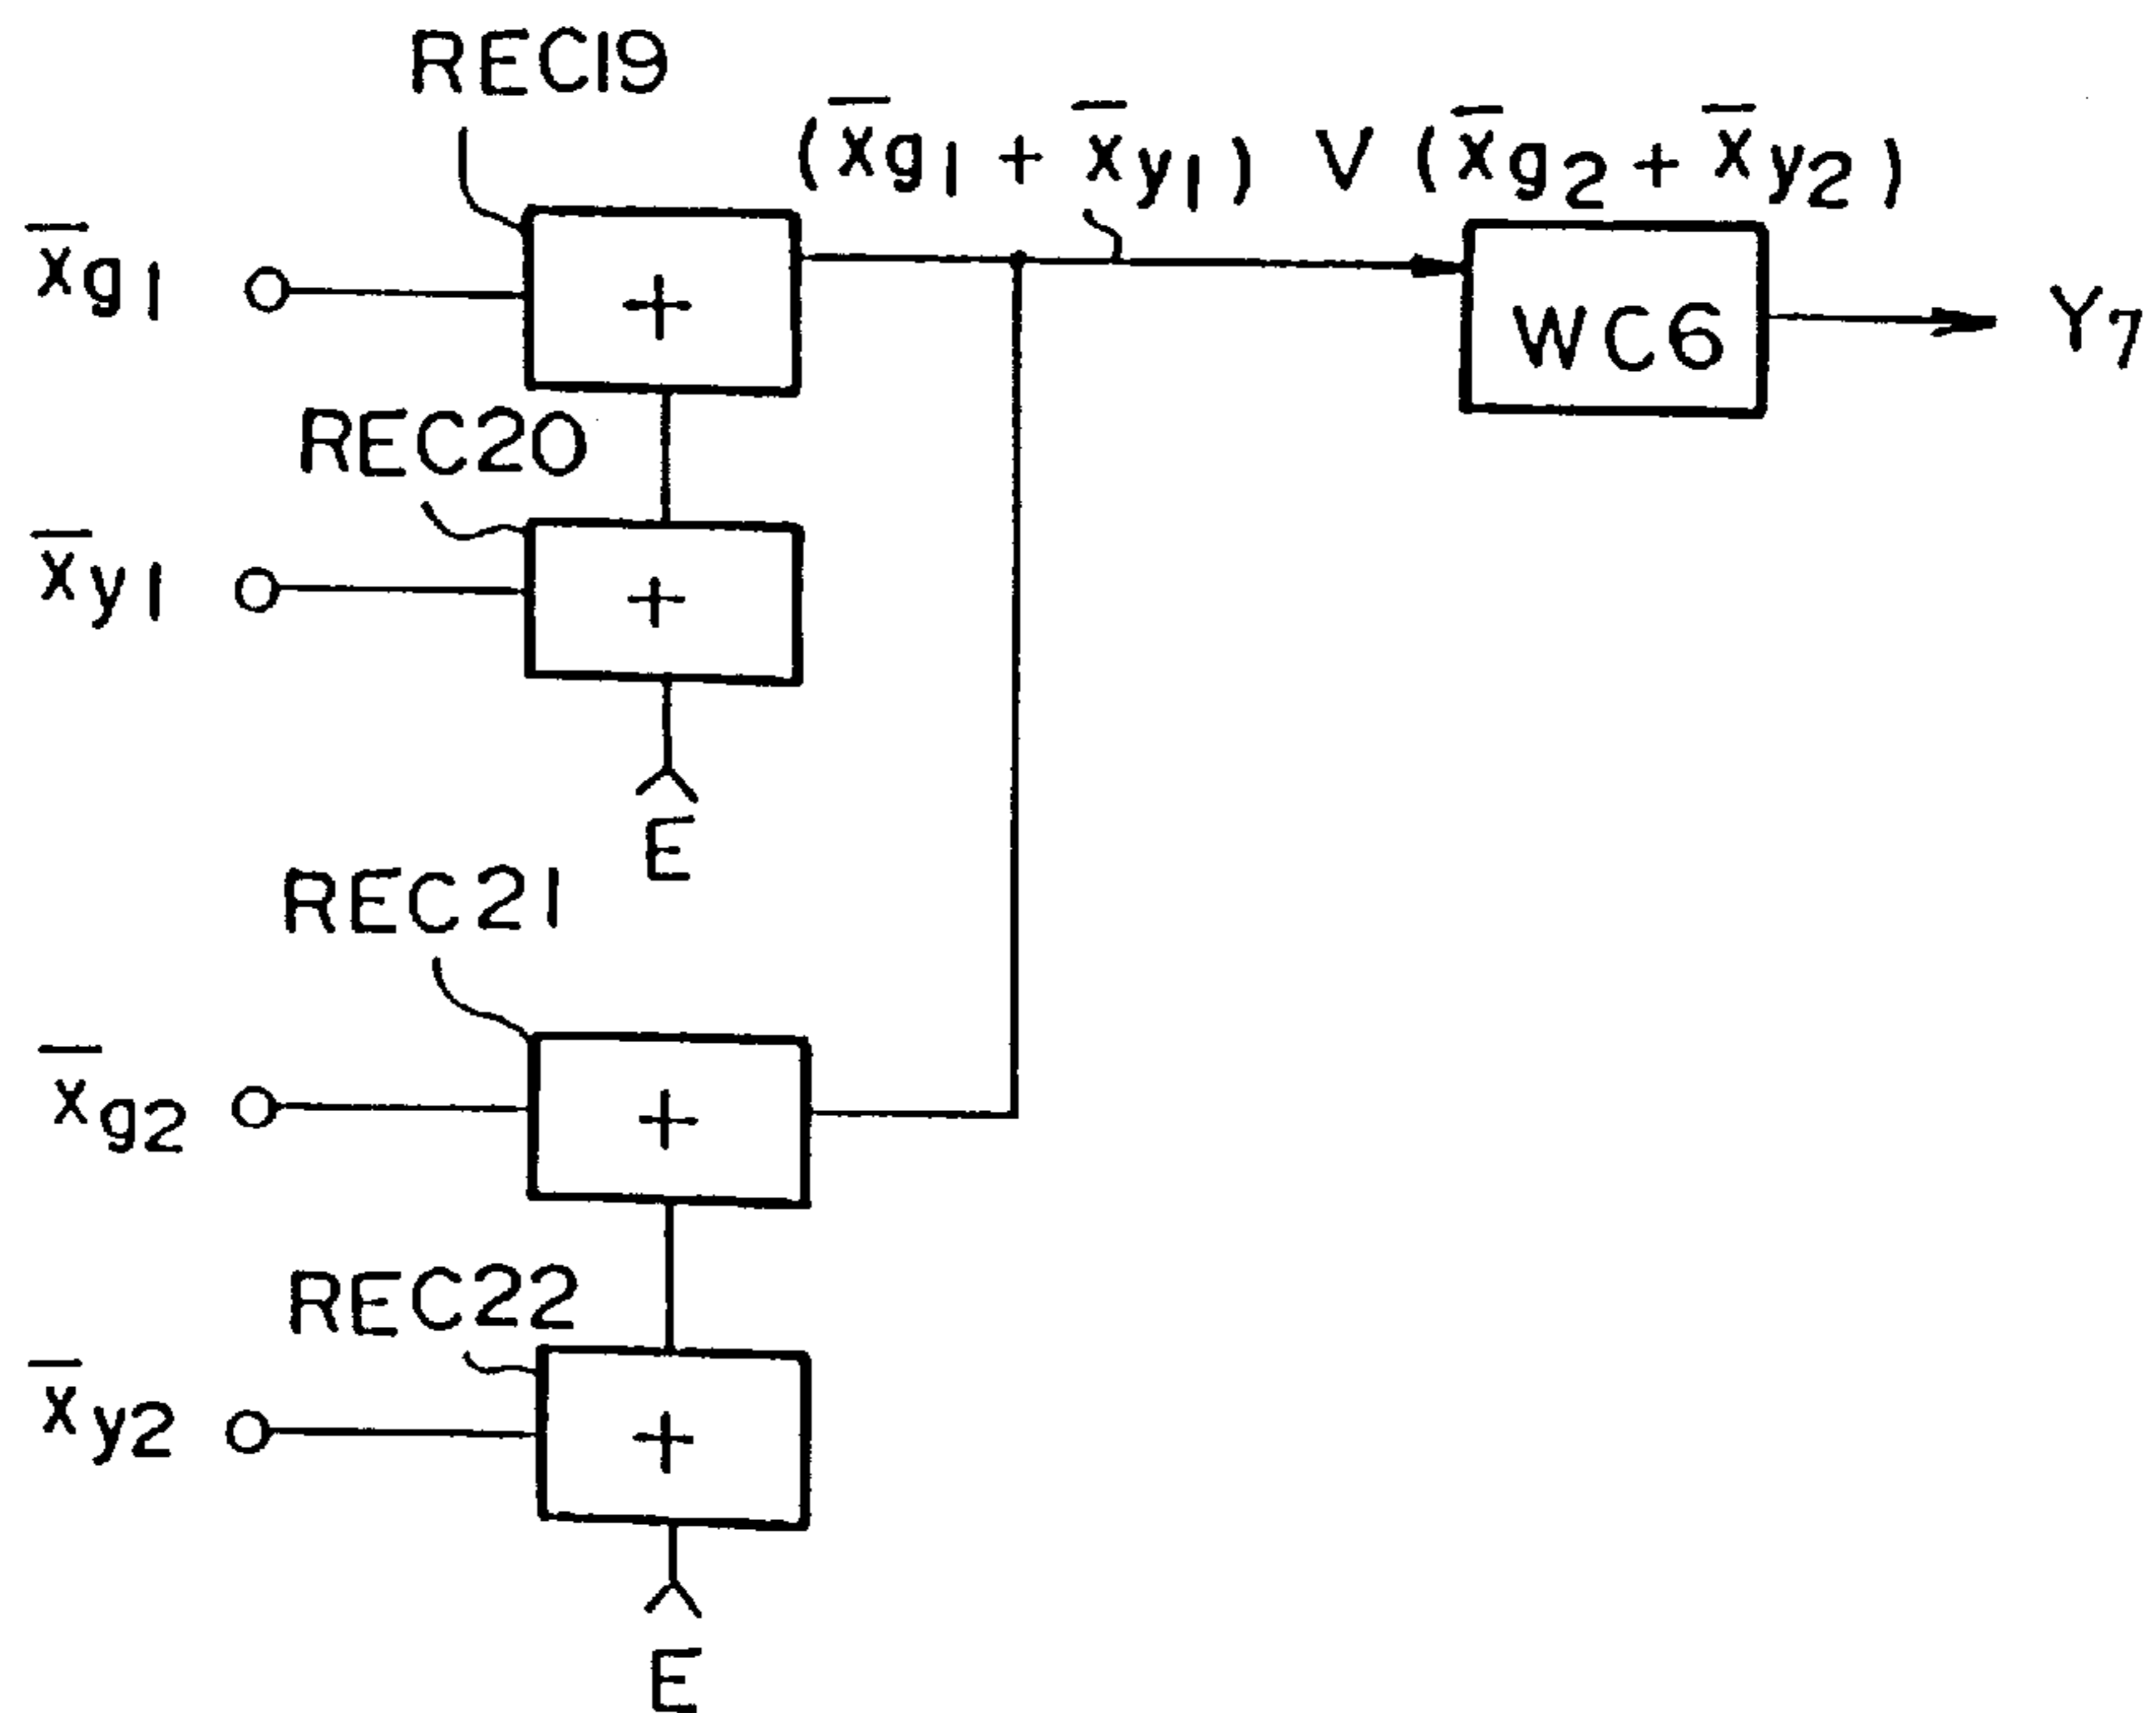 REC19
(x̅g1 + x̅y1) V (x̅g2 + x̅y2)
x̅g1
+
WC6
Y7
REC20
x̅y1
+
E
REC21
x̅g2
+
REC22
x̅y2
+
E